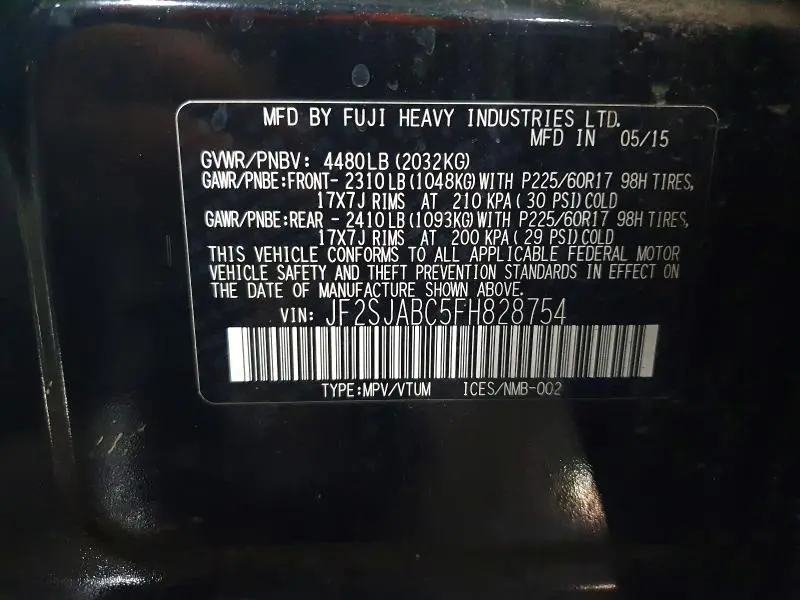 MFD BY FUJI HEAVY INDUSTRIES LTD.
MFD IN 05/15
GVWR/PNBV: 4480LB (2032KG)
GAWR/PNBE:FRONT- 2310LB (1048KG) WITH P225/60R17 98H TIRES,
17X7J RIMS AT 210 KPA ( 30 PSI) COLD
GAWR/PNBE:REAR - 2410LB (1093KG) WITH P225/60R17 98H TIRES,
17X7J RIMS AT 200 KPA ( 29 PSI) COLD
THIS VEHICLE CONFORMS TO ALL APPLICABLE FEDERAL MOTOR
VEHICLE SAFETY AND THEFT PREVENTION STANDARDS IN EFFECT ON
THE DATE OF MANUFACTURE SHOWN ABOVE.
VIN: JF2SJABC5FH828754
TYPE:MPV/VTUM ICES/NMB-002